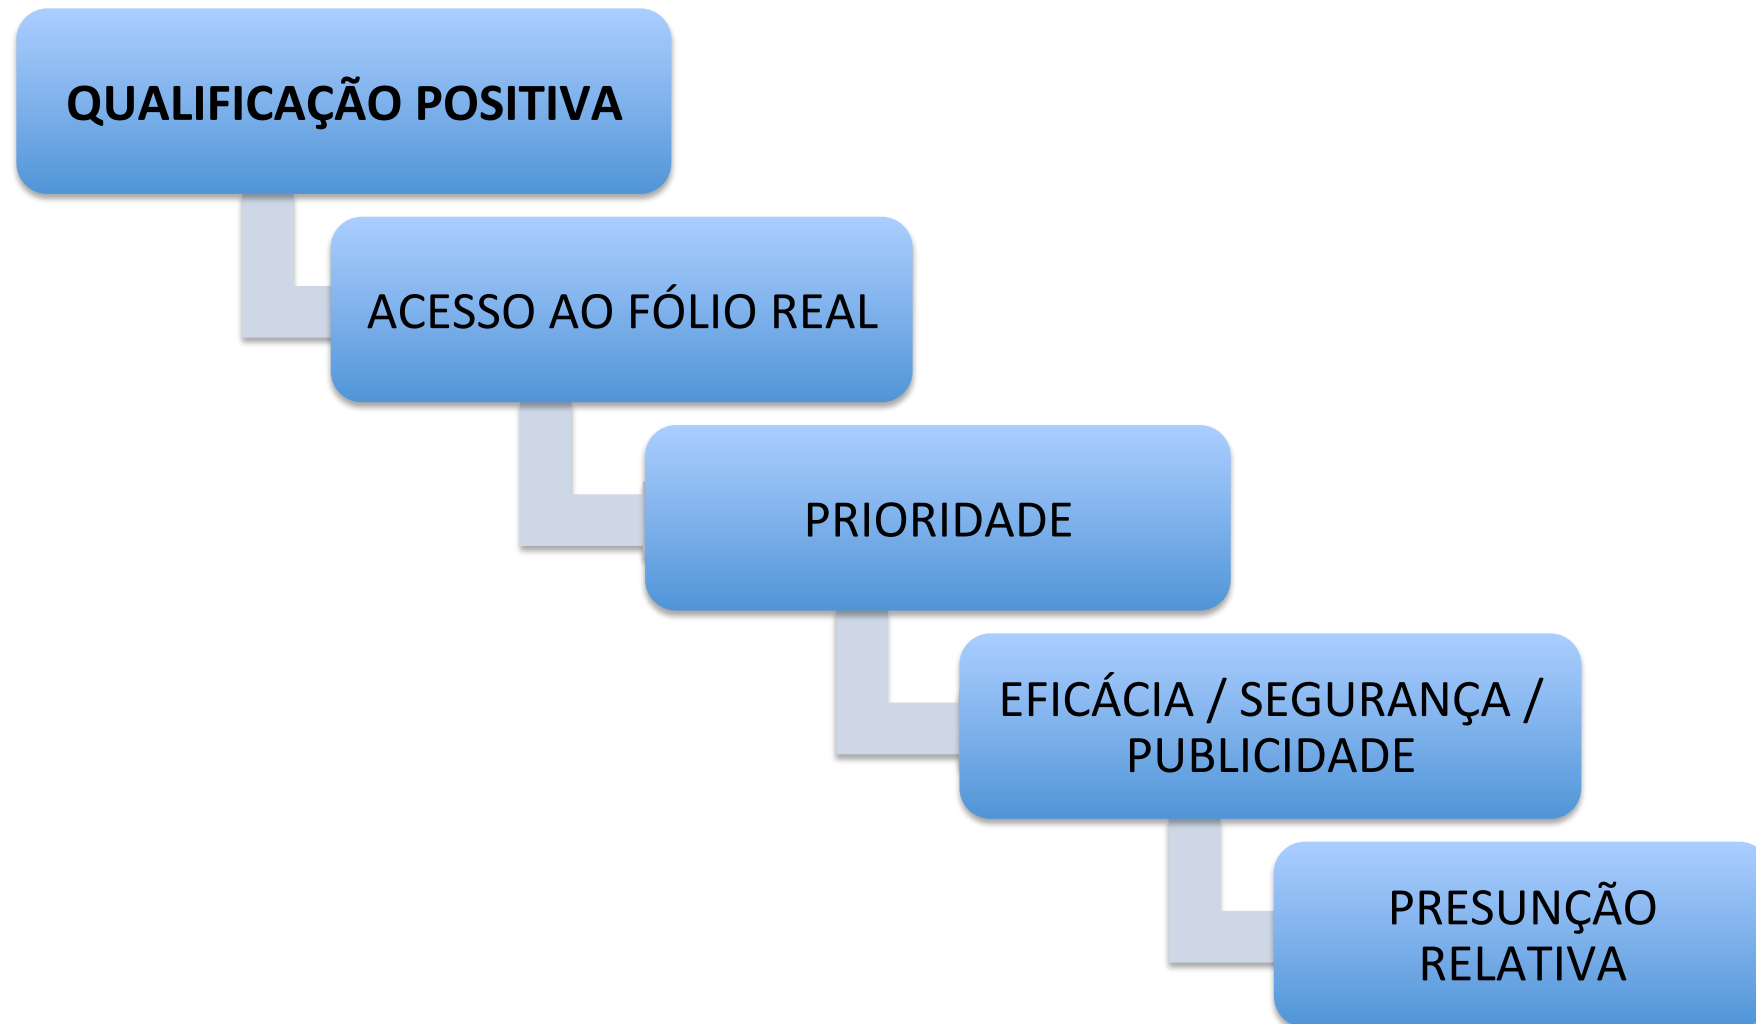 QUALIFICAÇÃO POSITIVA
ACESSO AO FÓLIO REAL
PRIORIDADE
EFICÁCIA / SEGURANÇA /
PUBLICIDADE
PRESUNÇÃO
RELATIVA